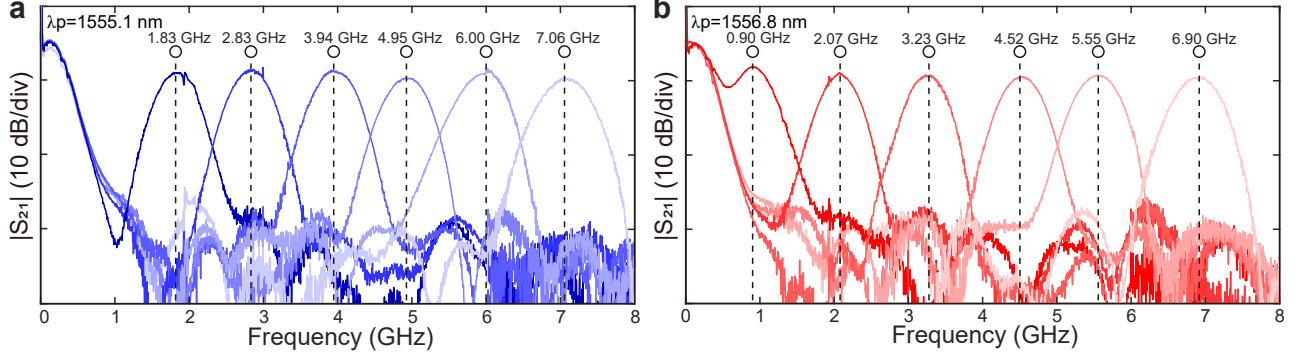 a
λp=1555.1 nm
1.83 GHz 2.83 GHz 3.94 GHz 4.95 GHz 6.00 GHz 7.06 GHz
|S21| (10 dB/div)
0 1 2 3 4 5 6 7 8
Frequency (GHz)
b
λp=1556.8 nm
0.90 GHz 2.07 GHz 3.23 GHz 4.52 GHz 5.55 GHz 6.90 GHz
|S21| (10 dB/div)
0 1 2 3 4 5 6 7 8
Frequency (GHz)